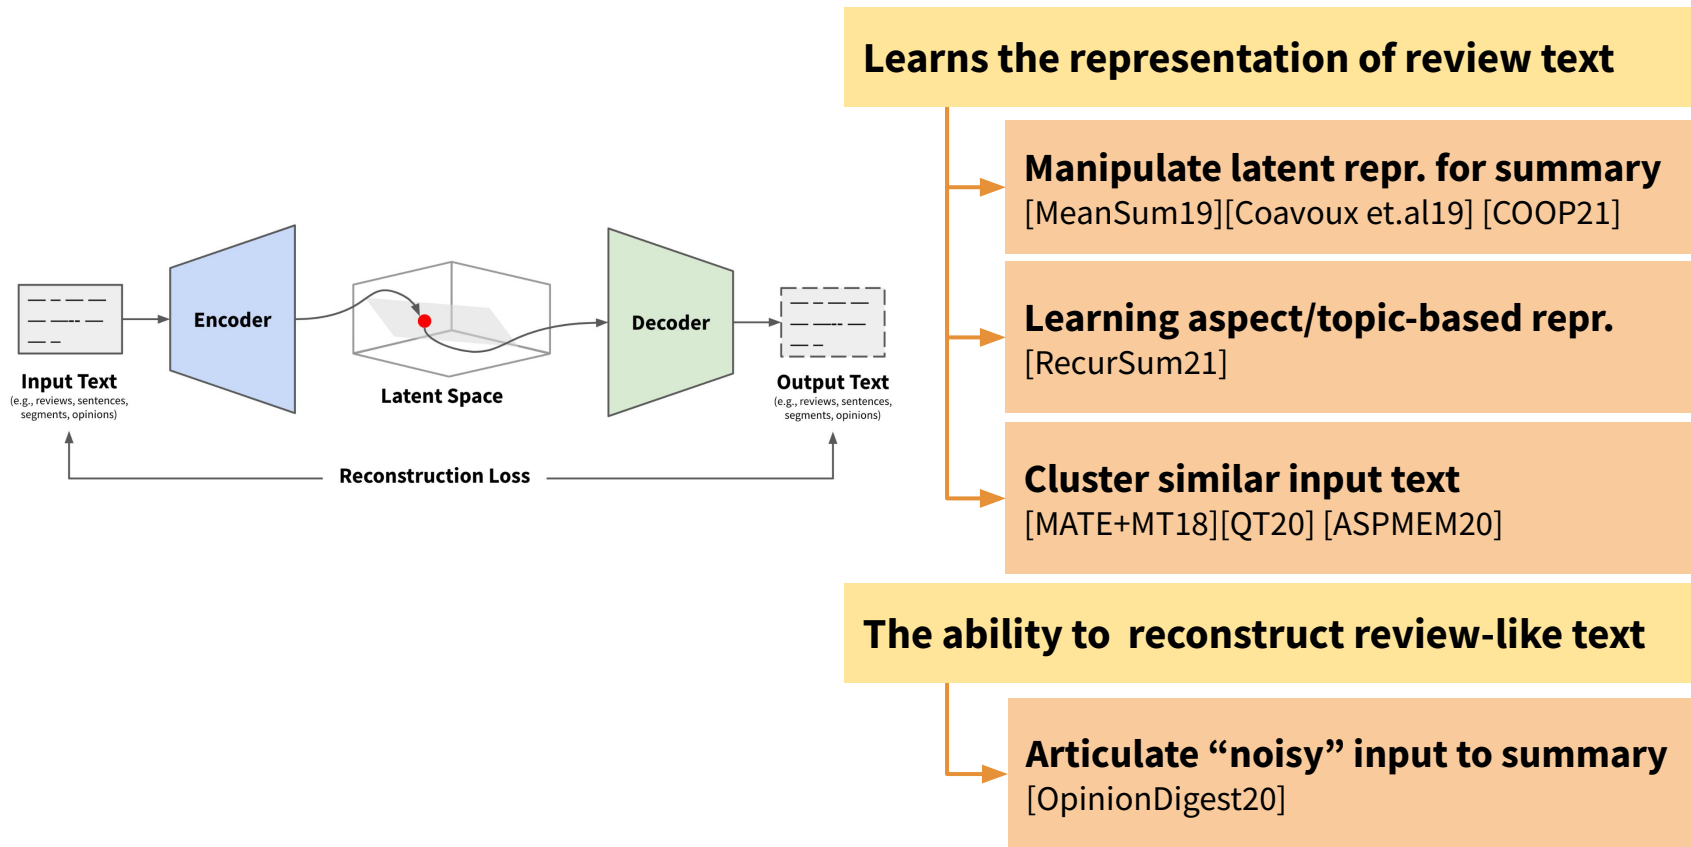 Encoder
Decoder
Input Text
(e.g., reviews, sentences,
segments, opinions)
Latent Space
Output Text
(e.g., reviews, sentences,
segments, opinions)
Reconstruction Loss
Learns the representation of review text
Manipulate latent repr. for summary
[MeanSum19][Coavoux et.al19] [COOP21]
Learning aspect/topic-based repr.
[RecurSum21]
Cluster similar input text
[MATE+MT18][QT20] [ASPMEM20]
The ability to  reconstruct review-like text
Articulate “noisy” input to summary
[OpinionDigest20]